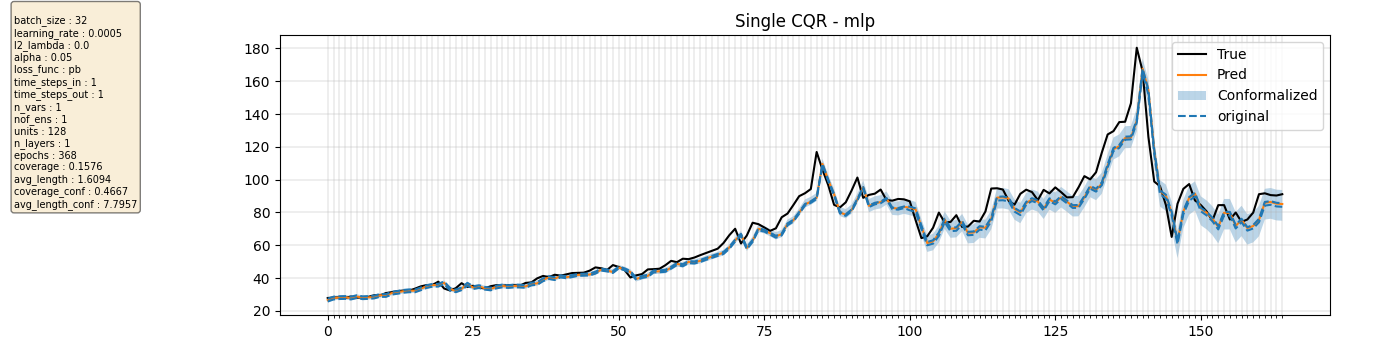 batch_size : 32
learning_rate : 0.0005
l2_lambda : 0.0
alpha : 0.05
loss_func : pb
time_steps_in : 1
time_steps_out : 1
n_vars : 1
nof_ens : 1
units : 128
n_layers : 1
epochs : 368
coverage : 0.1576
avg_length : 1.6094
coverage_conf : 0.4667
avg_length_conf : 7.7957
Single CQR - mlp
180
160
140
120
100
80
60
40
20
0 25 50 75 100 125 150
True
Pred
Conformalized
original